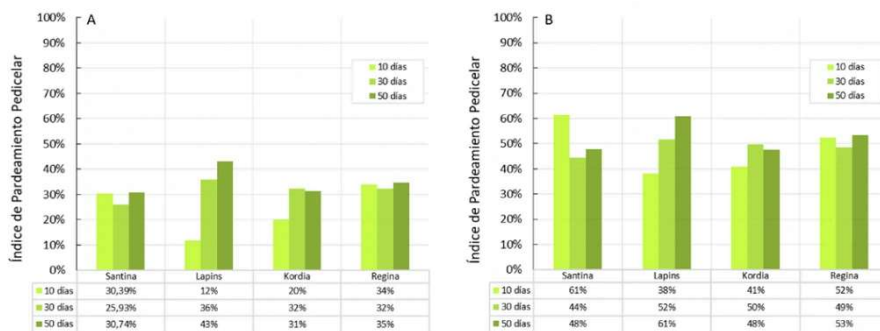 A
Índice de Pardeamiento Pedicelar
100%
90%
80%
70%
60%
50%
40%
30%
20%
10%
0%
10 días
30 días
50 días
Santina Lapins Kordia Regina
10 días 30,39% 12% 20% 34%
30 días 25,93% 36% 32% 32%
50 días 30,74% 43% 31% 35%
B
Índice de Pardeamiento Pedicelar
100%
90%
80%
70%
60%
50%
40%
30%
20%
10%
0%
10 días
30 días
50 días
Santina Lapins Kordia Regina
10 días 61% 38% 41% 52%
30 días 44% 52% 50% 49%
50 días 48% 61% 48% 53%